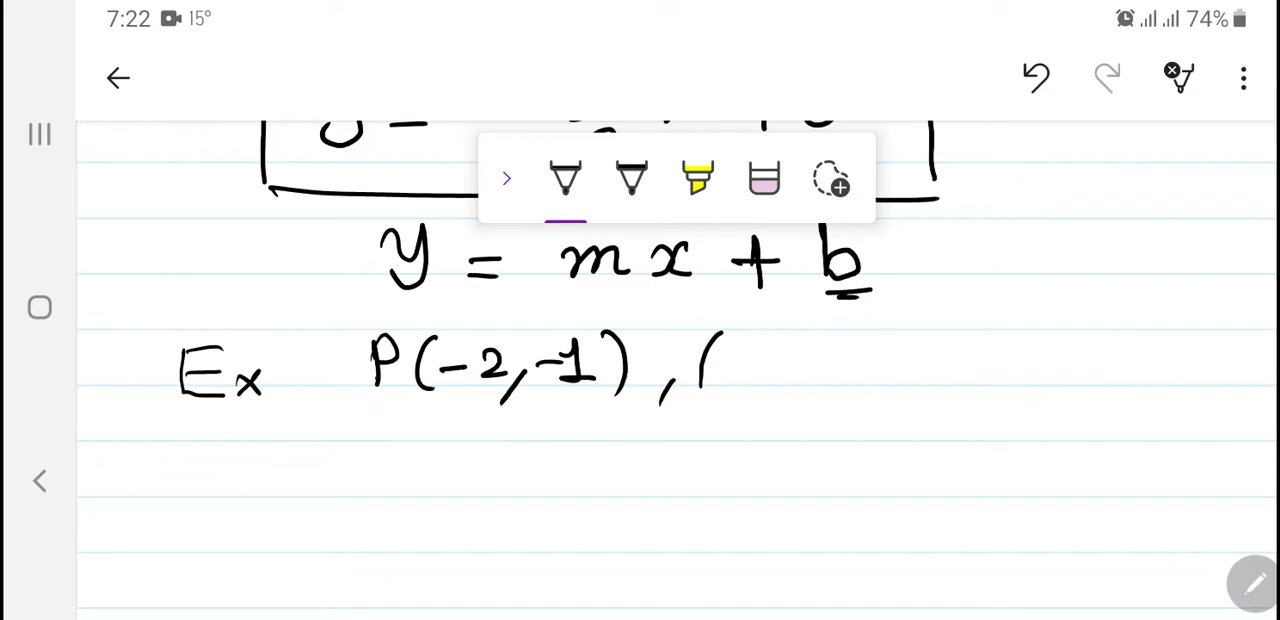 7:22 15° 74%
y = mx + b
Ex P(-2,-1) , (